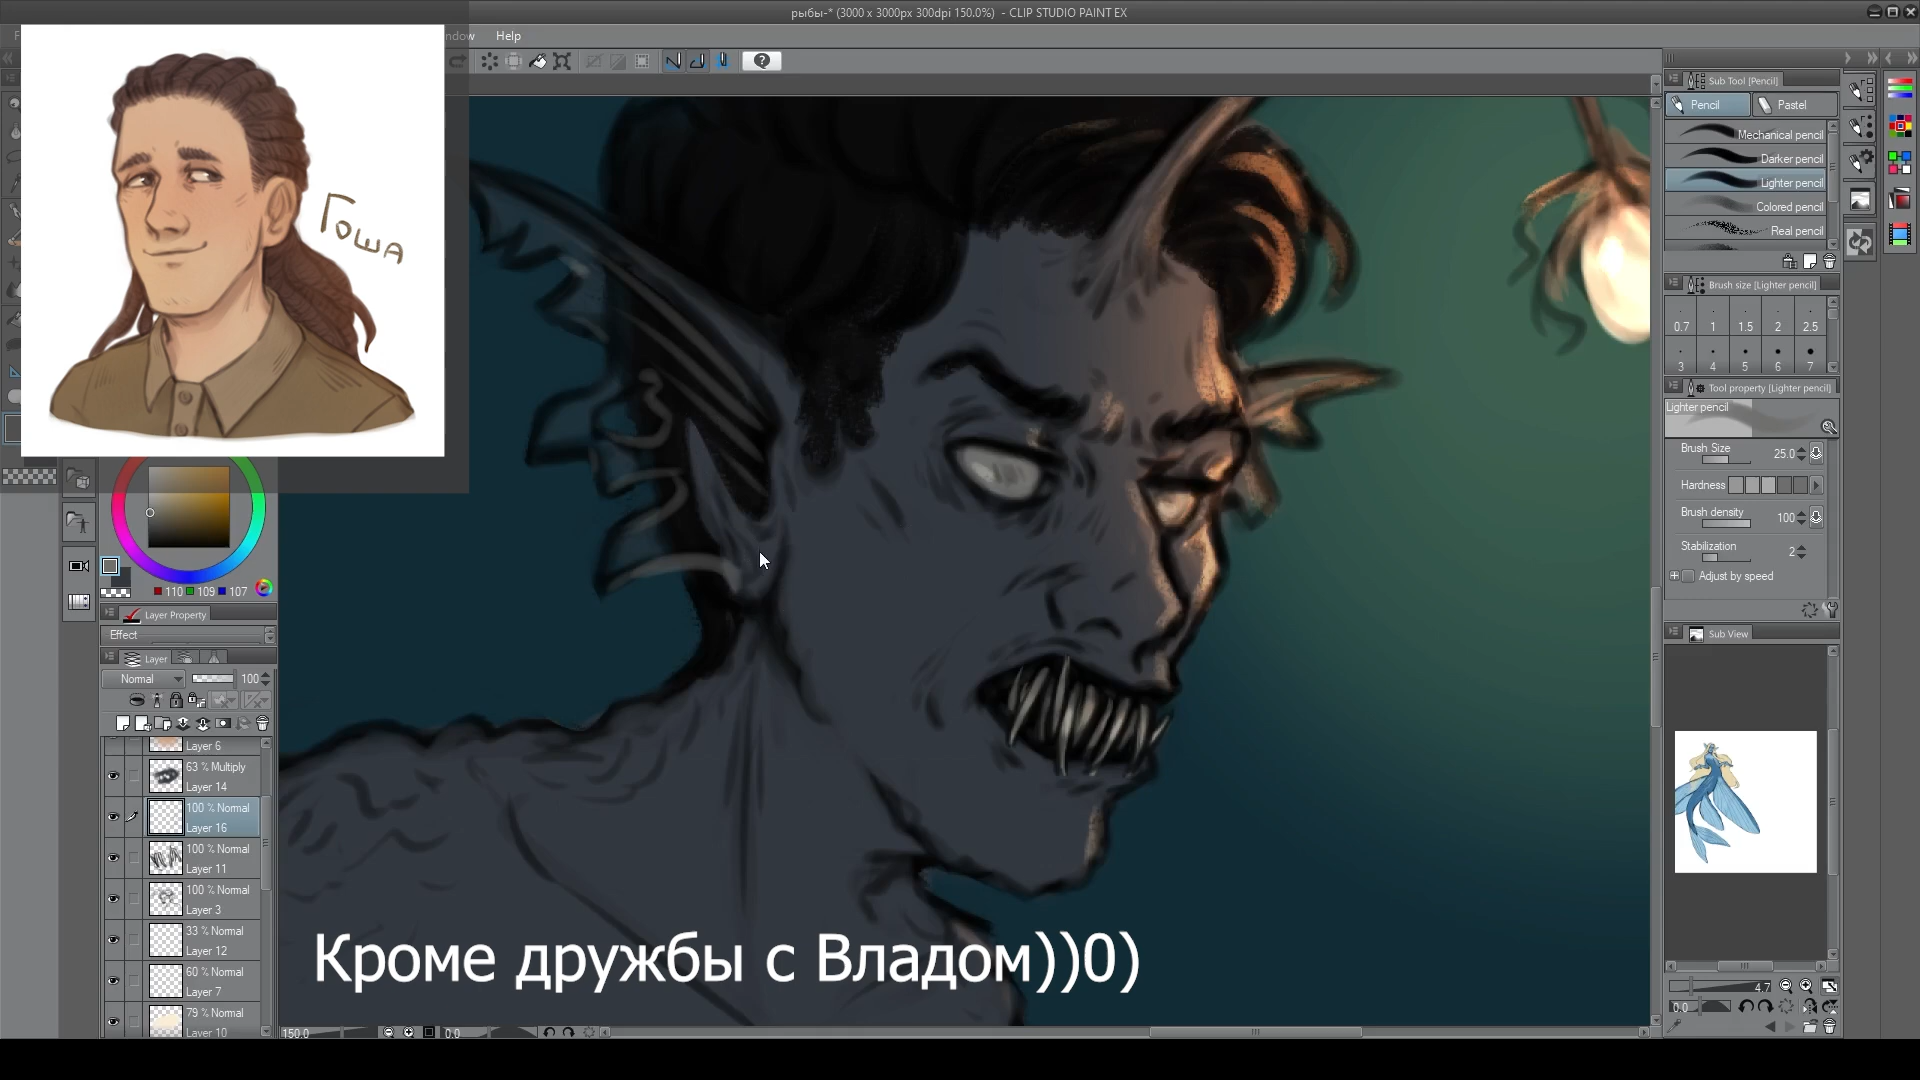 рыбы-* (3000 x 3000px 300dpi 150.0%) - CLIP STUDIO PAINT EX
Help
Гоша
Sub Tool [Pencil]
Pencil
Pastel
Mechanical pencil
Darker pencil
Lighter pencil
Colored pencil
Real pencil
Brush size [Lighter pencil]
0.7 1 1.5 2 2.5
3 4 5 6 7
Tool property [Lighter pencil]
Lighter pencil
Brush Size 25.0
Hardness
Brush density 100
Stabilization 2
Adjust by speed
Sub View
4.7
0.0
110 109 107
Layer Property
Effect
Layer
Normal 100
Layer 6
63 % Multiply
Layer 14
100 % Normal
Layer 16
100 % Normal
Layer 11
100 % Normal
Layer 3
33 % Normal
Layer 12
60 % Normal
Layer 7
79 % Normal
Layer 10
Кроме дружбы с Владом))0)
150.0
0.0